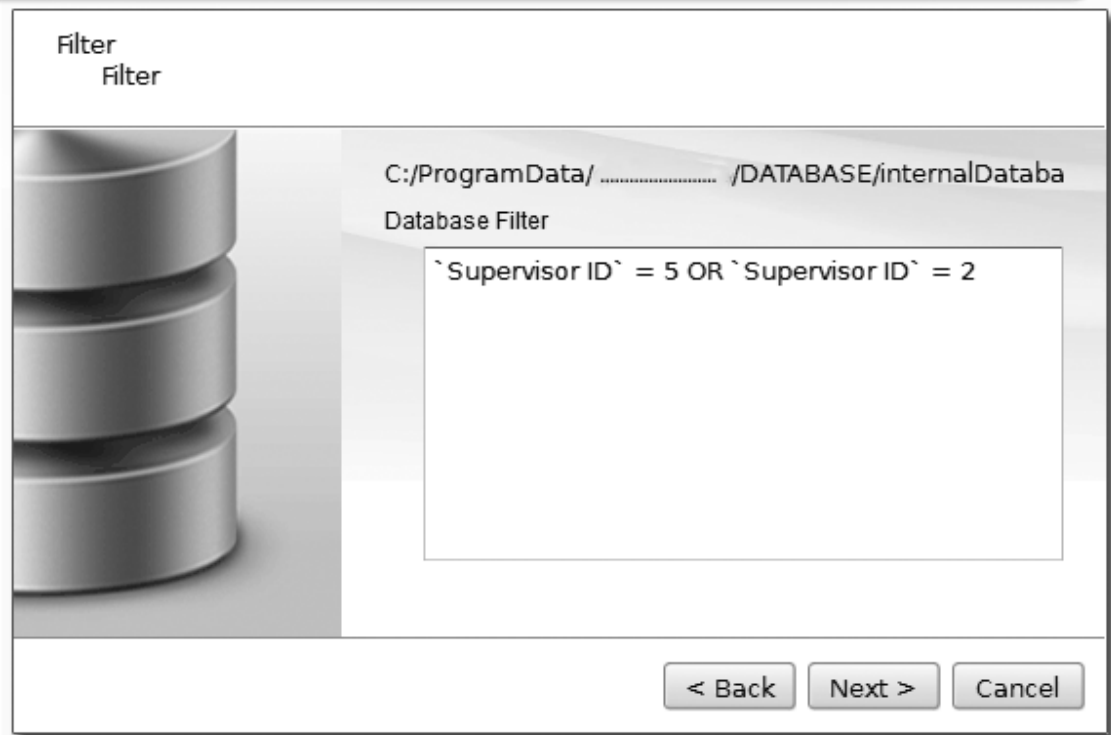 Filter
Filter
C:/ProgramData/ ........................ /DATABASE/internalDataba
Database Filter
`Supervisor ID` = 5 OR `Supervisor ID` = 2
< Back
Next >
Cancel